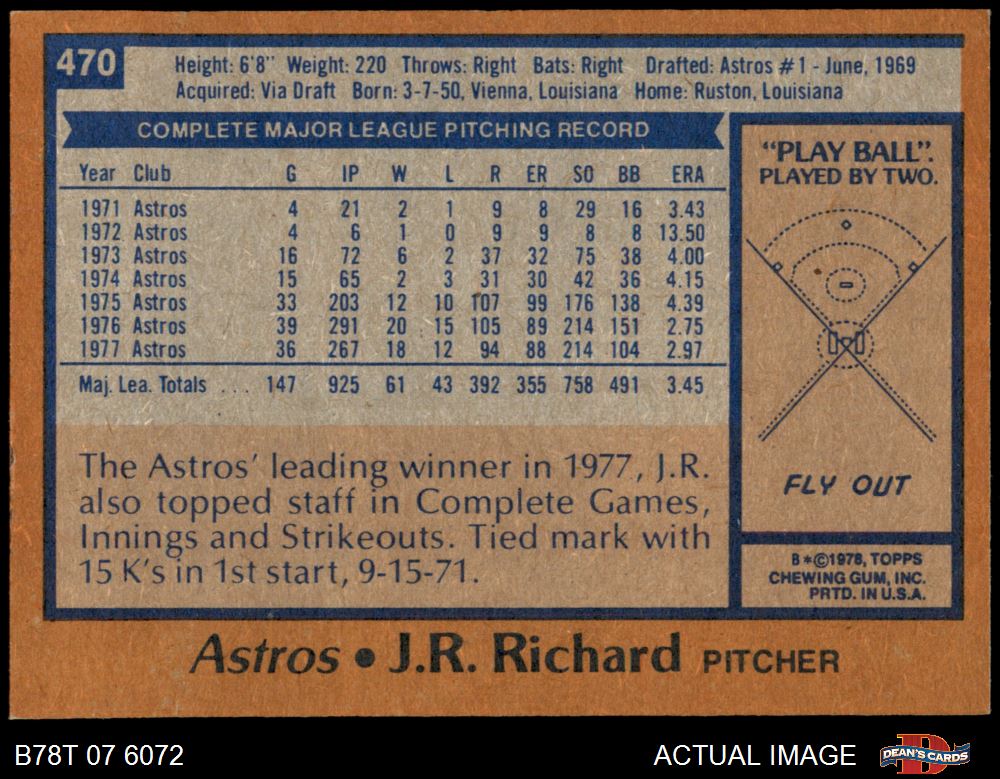 470
Height: 6'8" Weight: 220 Throws: Right Bats: Right Drafted: Astros #1 - June, 1969
Acquired: Via Draft Born: 3-7-50, Vienna, Louisiana Home: Ruston, Louisiana
COMPLETE MAJOR LEAGUE PITCHING RECORD
Year Club G IP W L R ER SO BB ERA
1971 Astros 4 21 2 1 9 8 29 16 3.43
1972 Astros 4 6 1 0 9 9 8 8 13.50
1973 Astros 16 72 6 2 37 32 75 38 4.00
1974 Astros 15 65 2 3 31 30 42 36 4.15
1975 Astros 33 203 12 10 107 99 176 138 4.39
1976 Astros 39 291 20 15 105 89 214 151 2.75
1977 Astros 36 267 18 12 94 88 214 104 2.97
Maj. Lea. Totals . . . 147 925 61 43 392 355 758 491 3.45
The Astros' leading winner in 1977, J.R.
also topped staff in Complete Games,
Innings and Strikeouts. Tied mark with
15 K's in 1st start, 9-15-71.
"PLAY BALL".
PLAYED BY TWO.
FLY OUT
B*©1978, TOPPS
CHEWING GUM, INC.
PRTD. IN U.S.A.
Astros • J.R. Richard PITCHER
B78T 07 6072 ACTUAL IMAGE DEAN'S CARDS